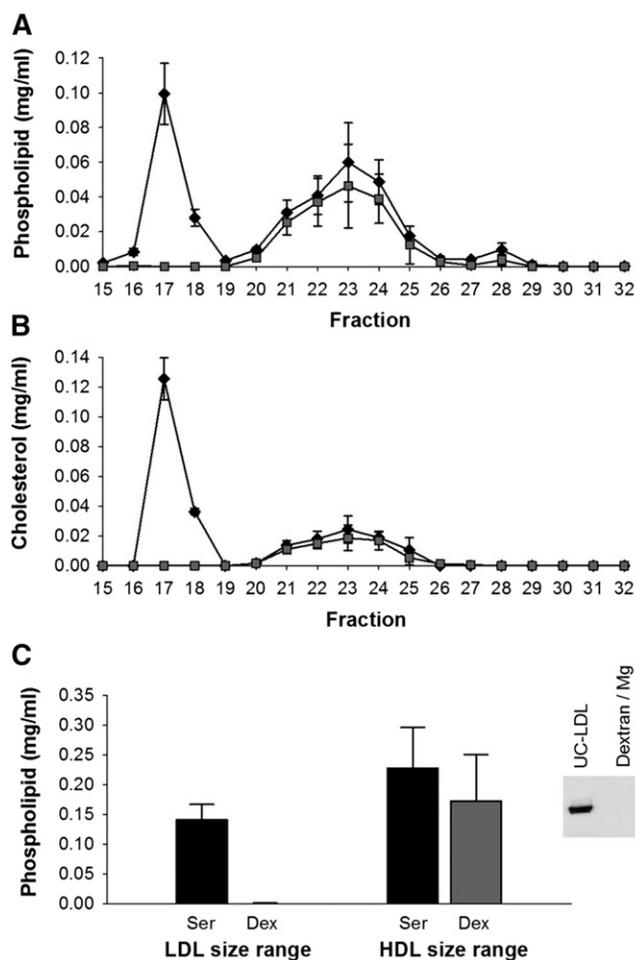 A
Phospholipid (mg/ml)
0.12
0.10
0.08
0.06
0.04
0.02
0.00
15 16 17 18 19 20 21 22 23 24 25 26 27 28 29 30 31 32
Fraction
B
Cholesterol (mg/ml)
0.14
0.12
0.10
0.08
0.06
0.04
0.02
0.00
15 16 17 18 19 20 21 22 23 24 25 26 27 28 29 30 31 32
Fraction
C
Phospholipid (mg/ml)
0.35
0.30
0.25
0.20
0.15
0.10
0.05
0.00
Ser Dex Ser Dex
LDL size range HDL size range
UC-LDL
Dextran / Mg